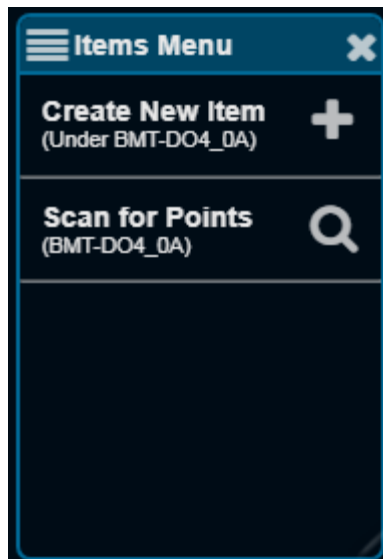 Items Menu
Create New Item
(Under BMT-DO4_0A)
Scan for Points
(BMT-DO4_0A)